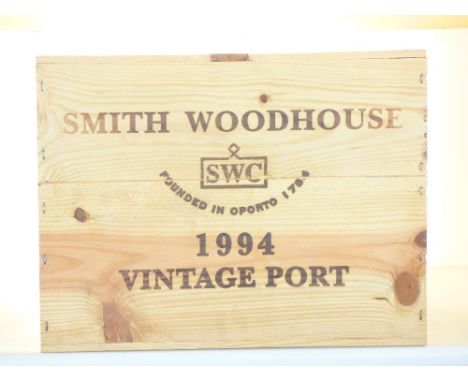 SMITH WOODHOUSE
SWC
FOUNDED IN OPORTO 1784
1994
VINTAGE PORT